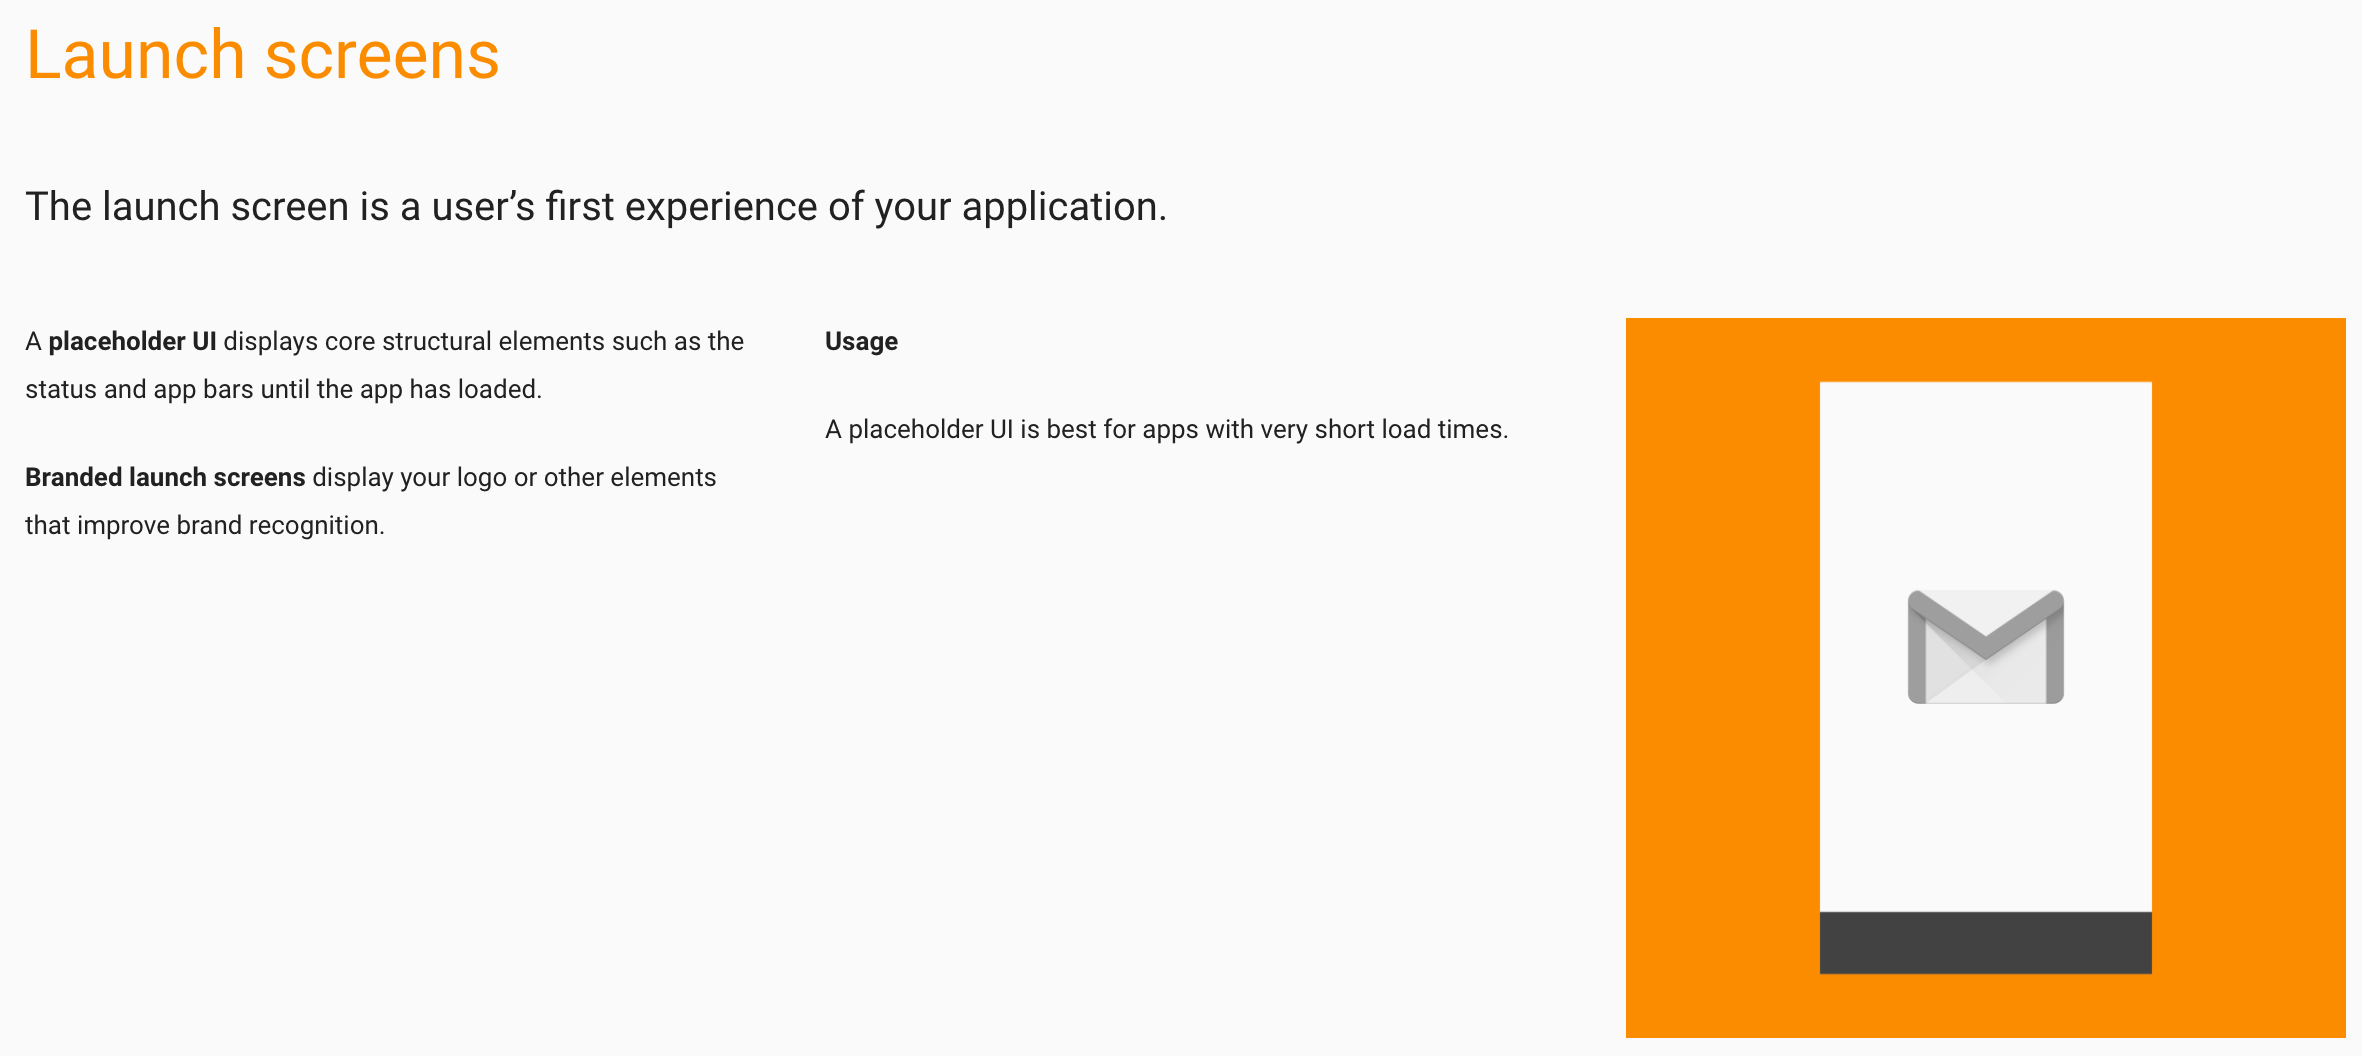 Launch screens
The launch screen is a user’s first experience of your application.
A placeholder UI displays core structural elements such as the
status and app bars until the app has loaded.
Branded launch screens display your logo or other elements
that improve brand recognition.
Usage
A placeholder UI is best for apps with very short load times.